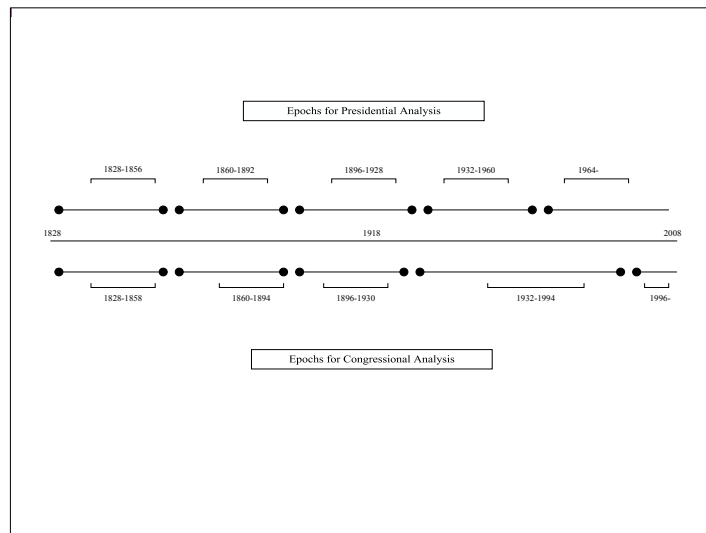 Epochs for Presidential Analysis
1828-1856 1860-1892 1896-1928 1932-1960 1964-
1828 1918 2008
1828-1858 1860-1894 1896-1930 1932-1994 1996-
Epochs for Congressional Analysis